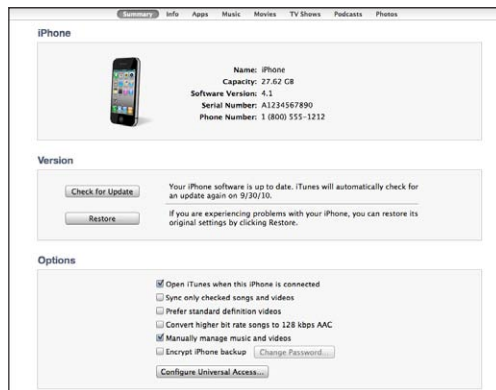 Summary Info Apps Music Movies TV Shows Podcasts Photos
iPhone
Name: iPhone
Capacity: 27.62 GB
Software Version: 4.1
Serial Number: A1234567890
Phone Number: 1 (800) 555-1212
Version
Check for Update
Your iPhone software is up to date. iTunes will automatically check for
an update again on 9/30/10.
Restore
If you are experiencing problems with your iPhone, you can restore its
original settings by clicking Restore.
Options
Open iTunes when this iPhone is connected
Sync only checked songs and videos
Prefer standard definition videos
Convert higher bit rate songs to 128 kbps AAC
Manually manage music and videos
Encrypt iPhone backup Change Password...
Configure Universal Access...